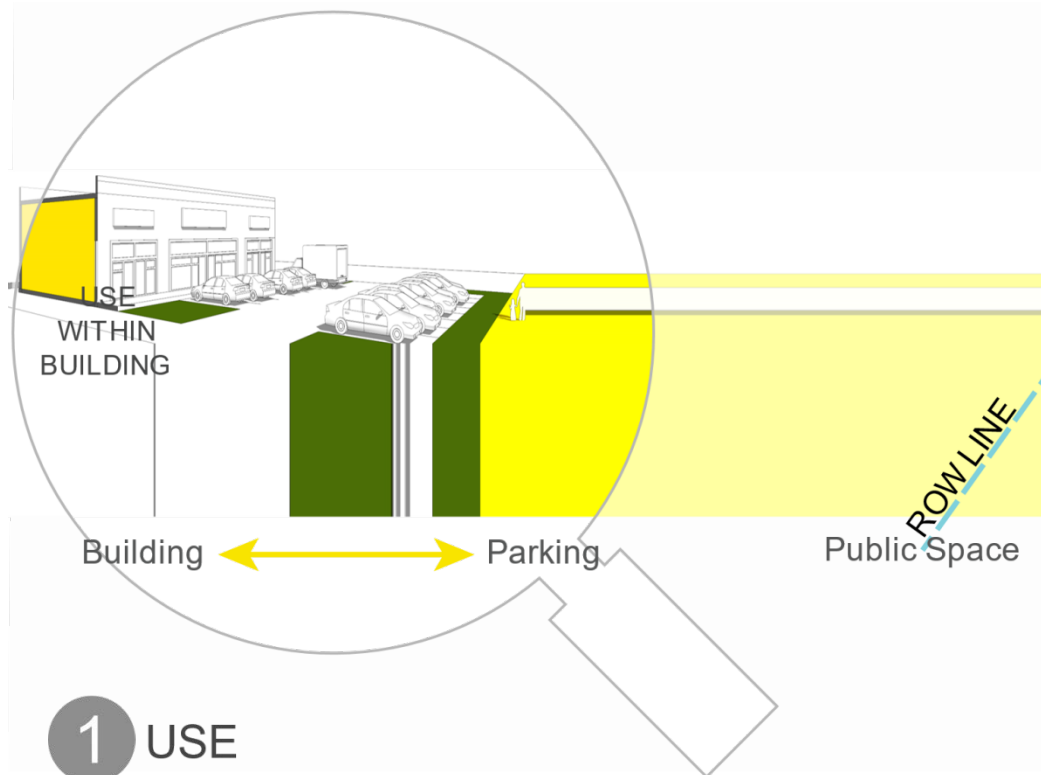 USE
WITHIN
BUILDING
ROW LINE
Building
Parking
Public Space
1 USE